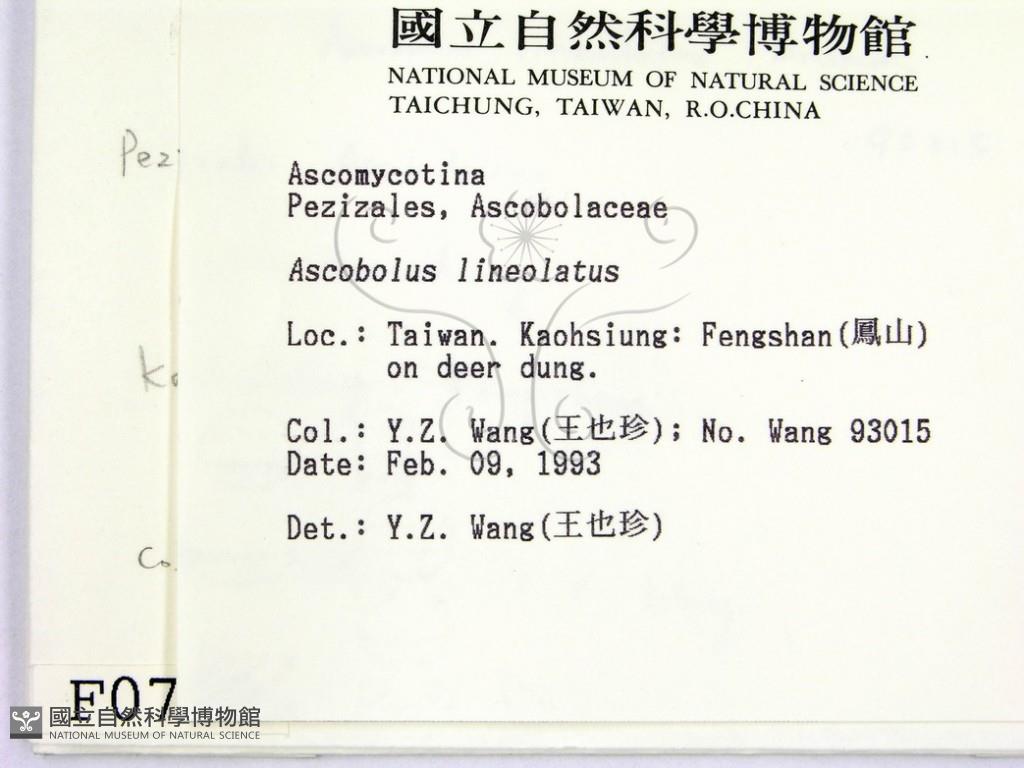 國立自然科學博物館
NATIONAL MUSEUM OF NATURAL SCIENCE
TAICHUNG, TAIWAN, R.O.CHINA
Pez
Ascomycotina
Pezizales, Ascobolaceae
Ascobolus lineolatus
Loc.: Taiwan. Kaohsiung: Fengshan(鳳山)
on deer dung.
Ka
Col.: Y.Z. Wang(王也珍); No. Wang 93015
Date: Feb. 09, 1993
Det.: Y.Z. Wang(王也珍)
Co.
F07
國立自然科學博物館
NATIONAL MUSEUM OF NATURAL SCIENCE